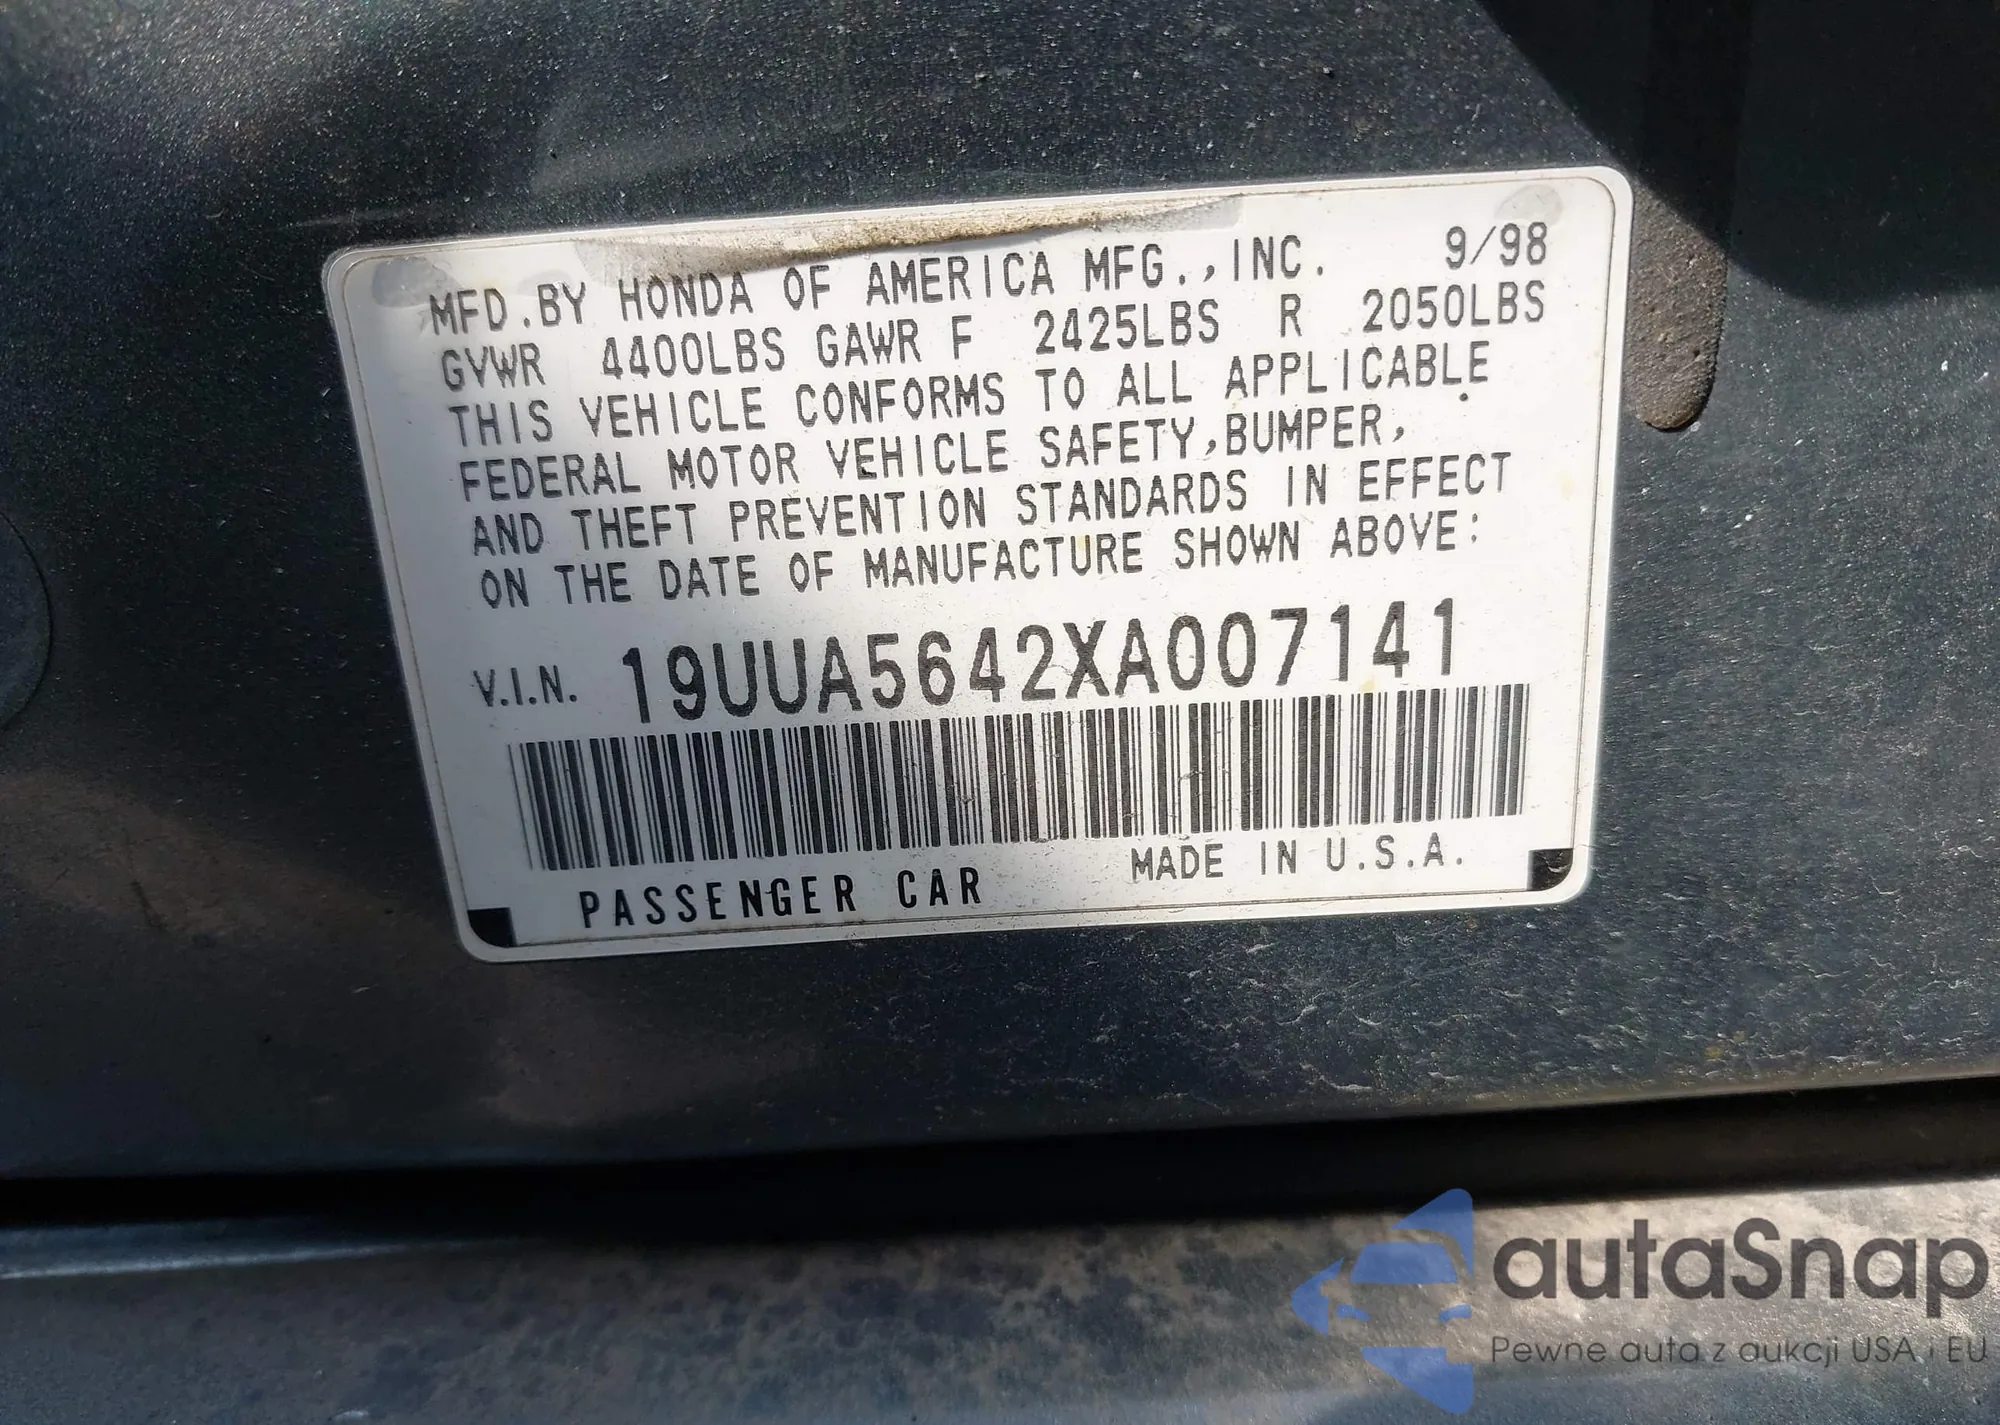 MFD.BY HONDA OF AMERICA MFG.,INC. 9/98
GVWR 4400LBS GAWR F 2425LBS R 2050LBS
THIS VEHICLE CONFORMS TO ALL APPLICABLE
FEDERAL MOTOR VEHICLE SAFETY,BUMPER,
AND THEFT PREVENTION STANDARDS IN EFFECT
ON THE DATE OF MANUFACTURE SHOWN ABOVE:
V.I.N. 19UUA5642XA007141
PASSENGER CAR MADE IN U.S.A.
autaSnap
Pewne auta z aukcji USA i EU